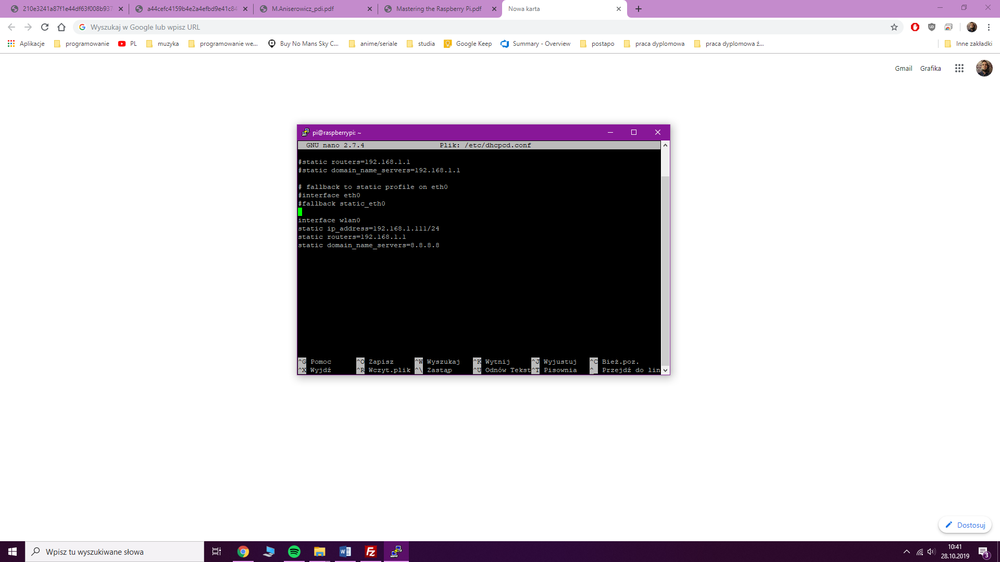 210e3241a87f1e44df63f008b937
a44cefc4159b4e2a4efbd9e41c84
M.Aniserowicz_pdi.pdf
Mastering the Raspberry Pi.pdf
Nowa karta
Wyszukaj w Google lub wpisz URL
Aplikacje
programowanie
PL
muzyka
programowanie we...
Buy No Mans Sky C...
anime/seriale
studia
Google Keep
Summary - Overview
postapo
praca dyplomowa
praca dyplomowa ź...
Inne zakładki
Gmail
Grafika
pi@raspberrypi: ~
GNU nano 2.7.4 Plik: /etc/dhcpcd.conf
#static routers=192.168.1.1
#static domain_name_servers=192.168.1.1
# fallback to static profile on eth0
#interface eth0
#fallback static_eth0
interface wlan0
static ip_address=192.168.1.111/24
static routers=192.168.1.1
static domain_name_servers=8.8.8.8
^G Pomoc ^O Zapisz ^W Wyszukaj ^K Wytnij ^J Wyjustuj ^C Bież.poz.
^X Wyjdź ^R Wczyt.plik ^\ Zastąp ^U Odnów Tekst ^T Pisownia ^_ Przejdź do lin
Dostosuj
Wpisz tu wyszukiwane słowa
10:41
28.10.2019
3